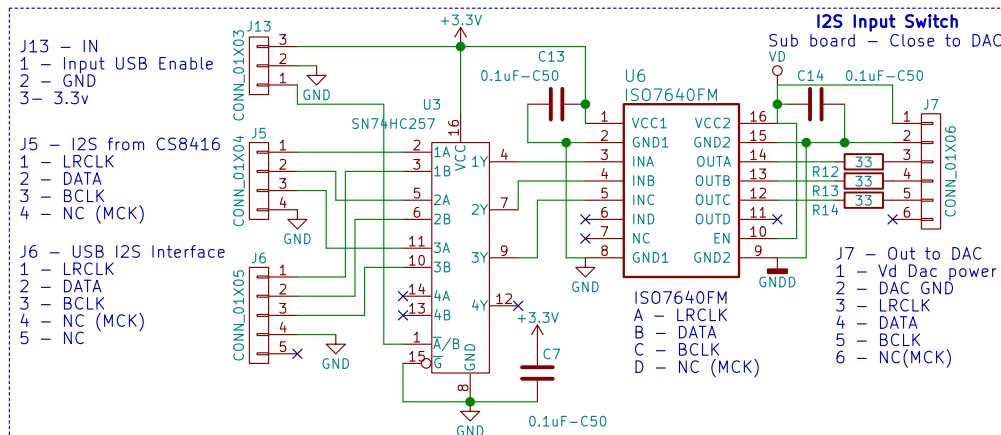 I2S Input Switch
Sub board – Close to DAC
J13 – IN
1 – Input USB Enable
2 – GND
3– 3.3v
J13
CONN_01X03
3
2
1
GND
+3.3V
J5 – I2S from CS8416
1 – LRCLK
2 – DATA
3 – BCLK
4 – NC (MCK)
J5
CONN_01X04
1
2
3
4
GND
J6 – USB I2S Interface
1 – LRCLK
2 – DATA
3 – BCLK
4 – NC (MCK)
5 – NC
J6
CONN_01X05
1
2
3
4
5
GND
U3
SN74HC257
16
VCC
2 1A 1Y 4
3 1B
5 2A 2Y 7
6 2B
11 3A 3Y 9
10 3B
14 4A 4Y 12
13 4B
1 A/B
15 G
GND
8
GND
+3.3V
C7
0.1uF-C50
C13
0.1uF-C50
GND
U6
ISO7640FM
1 VCC1 VCC2 16
2 GND1 GND2 15
3 INA OUTA 14
4 INB OUTB 13
5 INC OUTC 12
6 IND OUTD 11
7 NC EN 10
8 GND1 GND2 9
ISO7640FM
A – LRCLK
B – DATA
C – BCLK
D – NC (MCK)
VD
C14
0.1uF-C50
GNDD
33
R12
33
R13
33
R14
J7
CONN_01X06
1
2
3
4
5
6
J7 – Out to DAC
1 – Vd Dac power
2 – DAC GND
3 – LRCLK
4 – DATA
5 – BCLK
6 – NC(MCK)